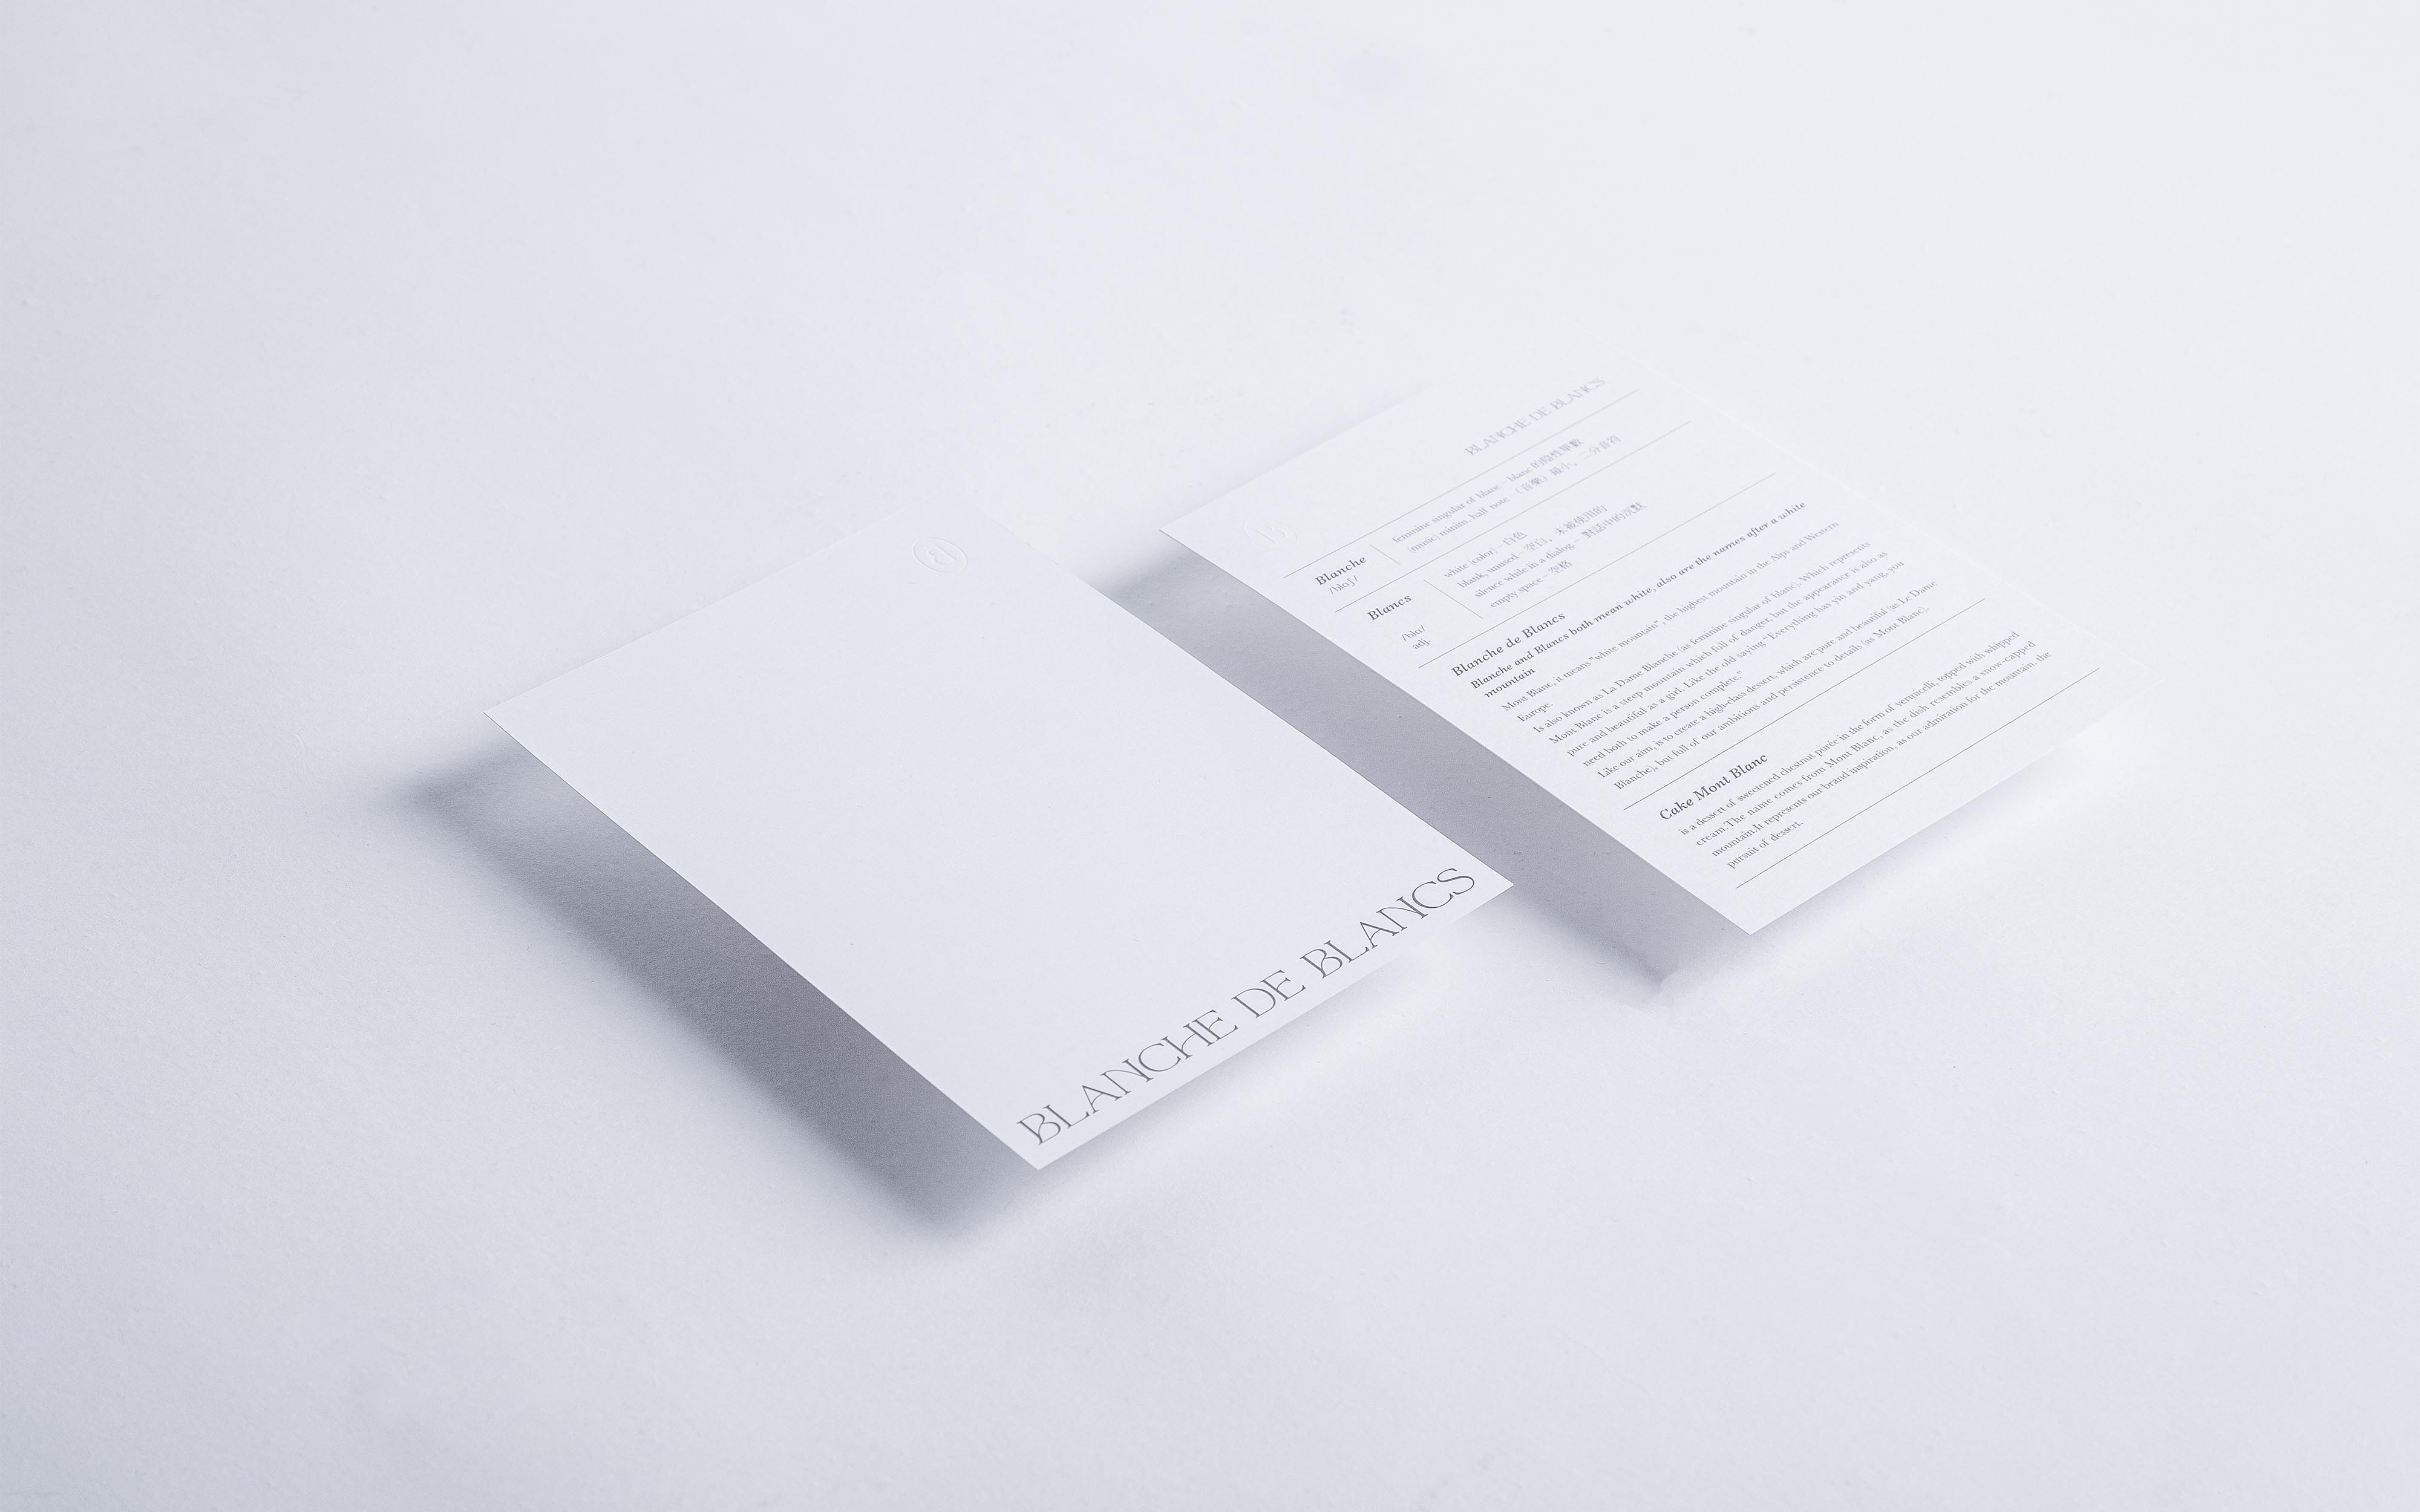 BLANCHE DE BLANCS
b
BLANCHE DE BLANCS
Blanche
/blɑʃ/
feminine singular of blanc - blanc 的陰性單數
[music] minim, half note （音樂）最小，二分音符
Blancs
/blɑ/
adj.
white [color] - 白色
blank, unused - 空白，未被使用的
silence while in a dialog - 對話中的沉默
empty space - 空格
Blanche de Blancs
Blanche and Blancs both mean white, also are the names after a white
mountain
Mont Blanc, it means "white mountain", the highest mountain in the Alps and Western
Europe.
Is also known as La Dame Blanche [as feminine singular of blanc]. Which represents
Mont Blanc is a steep mountain which full of danger, but the appearance is also as
pure and beautiful as a girl. Like the old saying "Everything has yin and yang, you
need both to make a person complete."
Like our aim, is to create a high-class dessert, which are pure and beautiful [as Le Dame
Blanche], but full of our ambitions and persistence to details [as Mont Blanc].
Cake Mont Blanc
is a dessert of sweetened chestnut purée in the form of vermicelli, topped with whipped
cream.The name comes from Mont Blanc, as the dish resembles a snow-capped
mountain.It represents our brand inspiration, as our admiration for the mountain, the
pursuit of dessert.